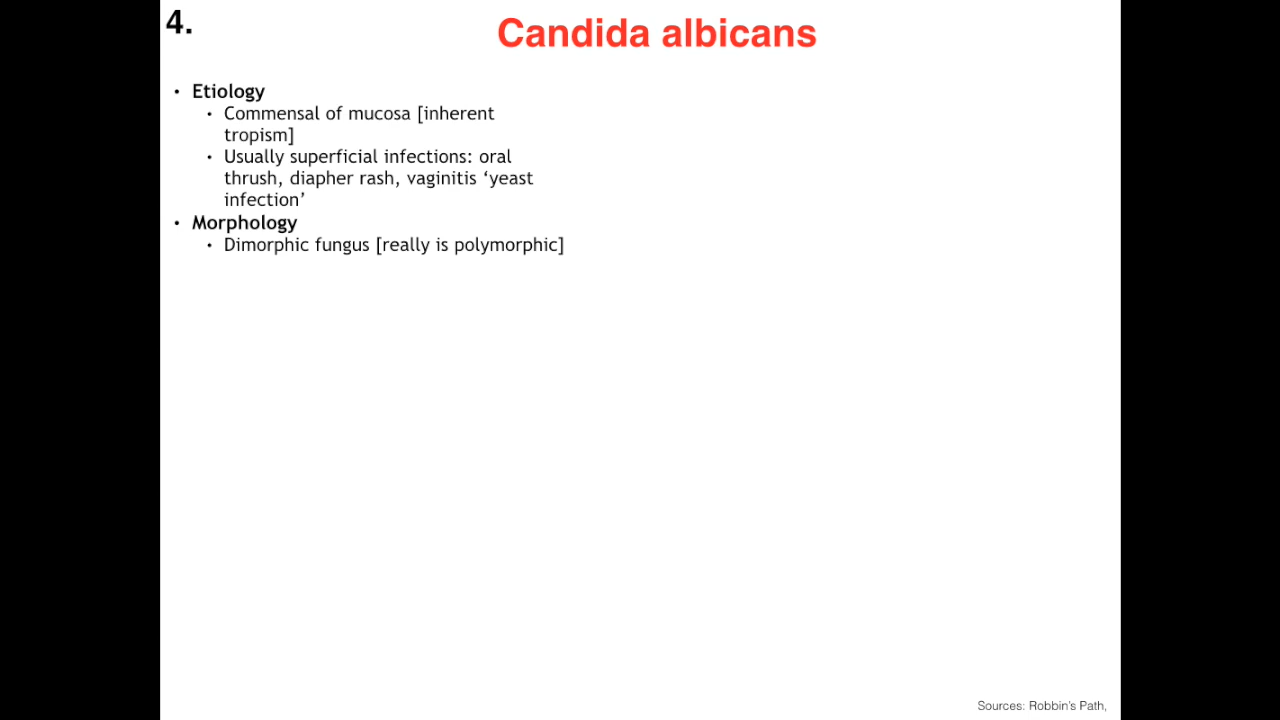 4.
Candida albicans
• Etiology
• Commensal of mucosa [inherent
tropism]
• Usually superficial infections: oral
thrush, diapher rash, vaginitis ‘yeast
infection’
• Morphology
• Dimorphic fungus [really is polymorphic]
Sources: Robbin’s Path,